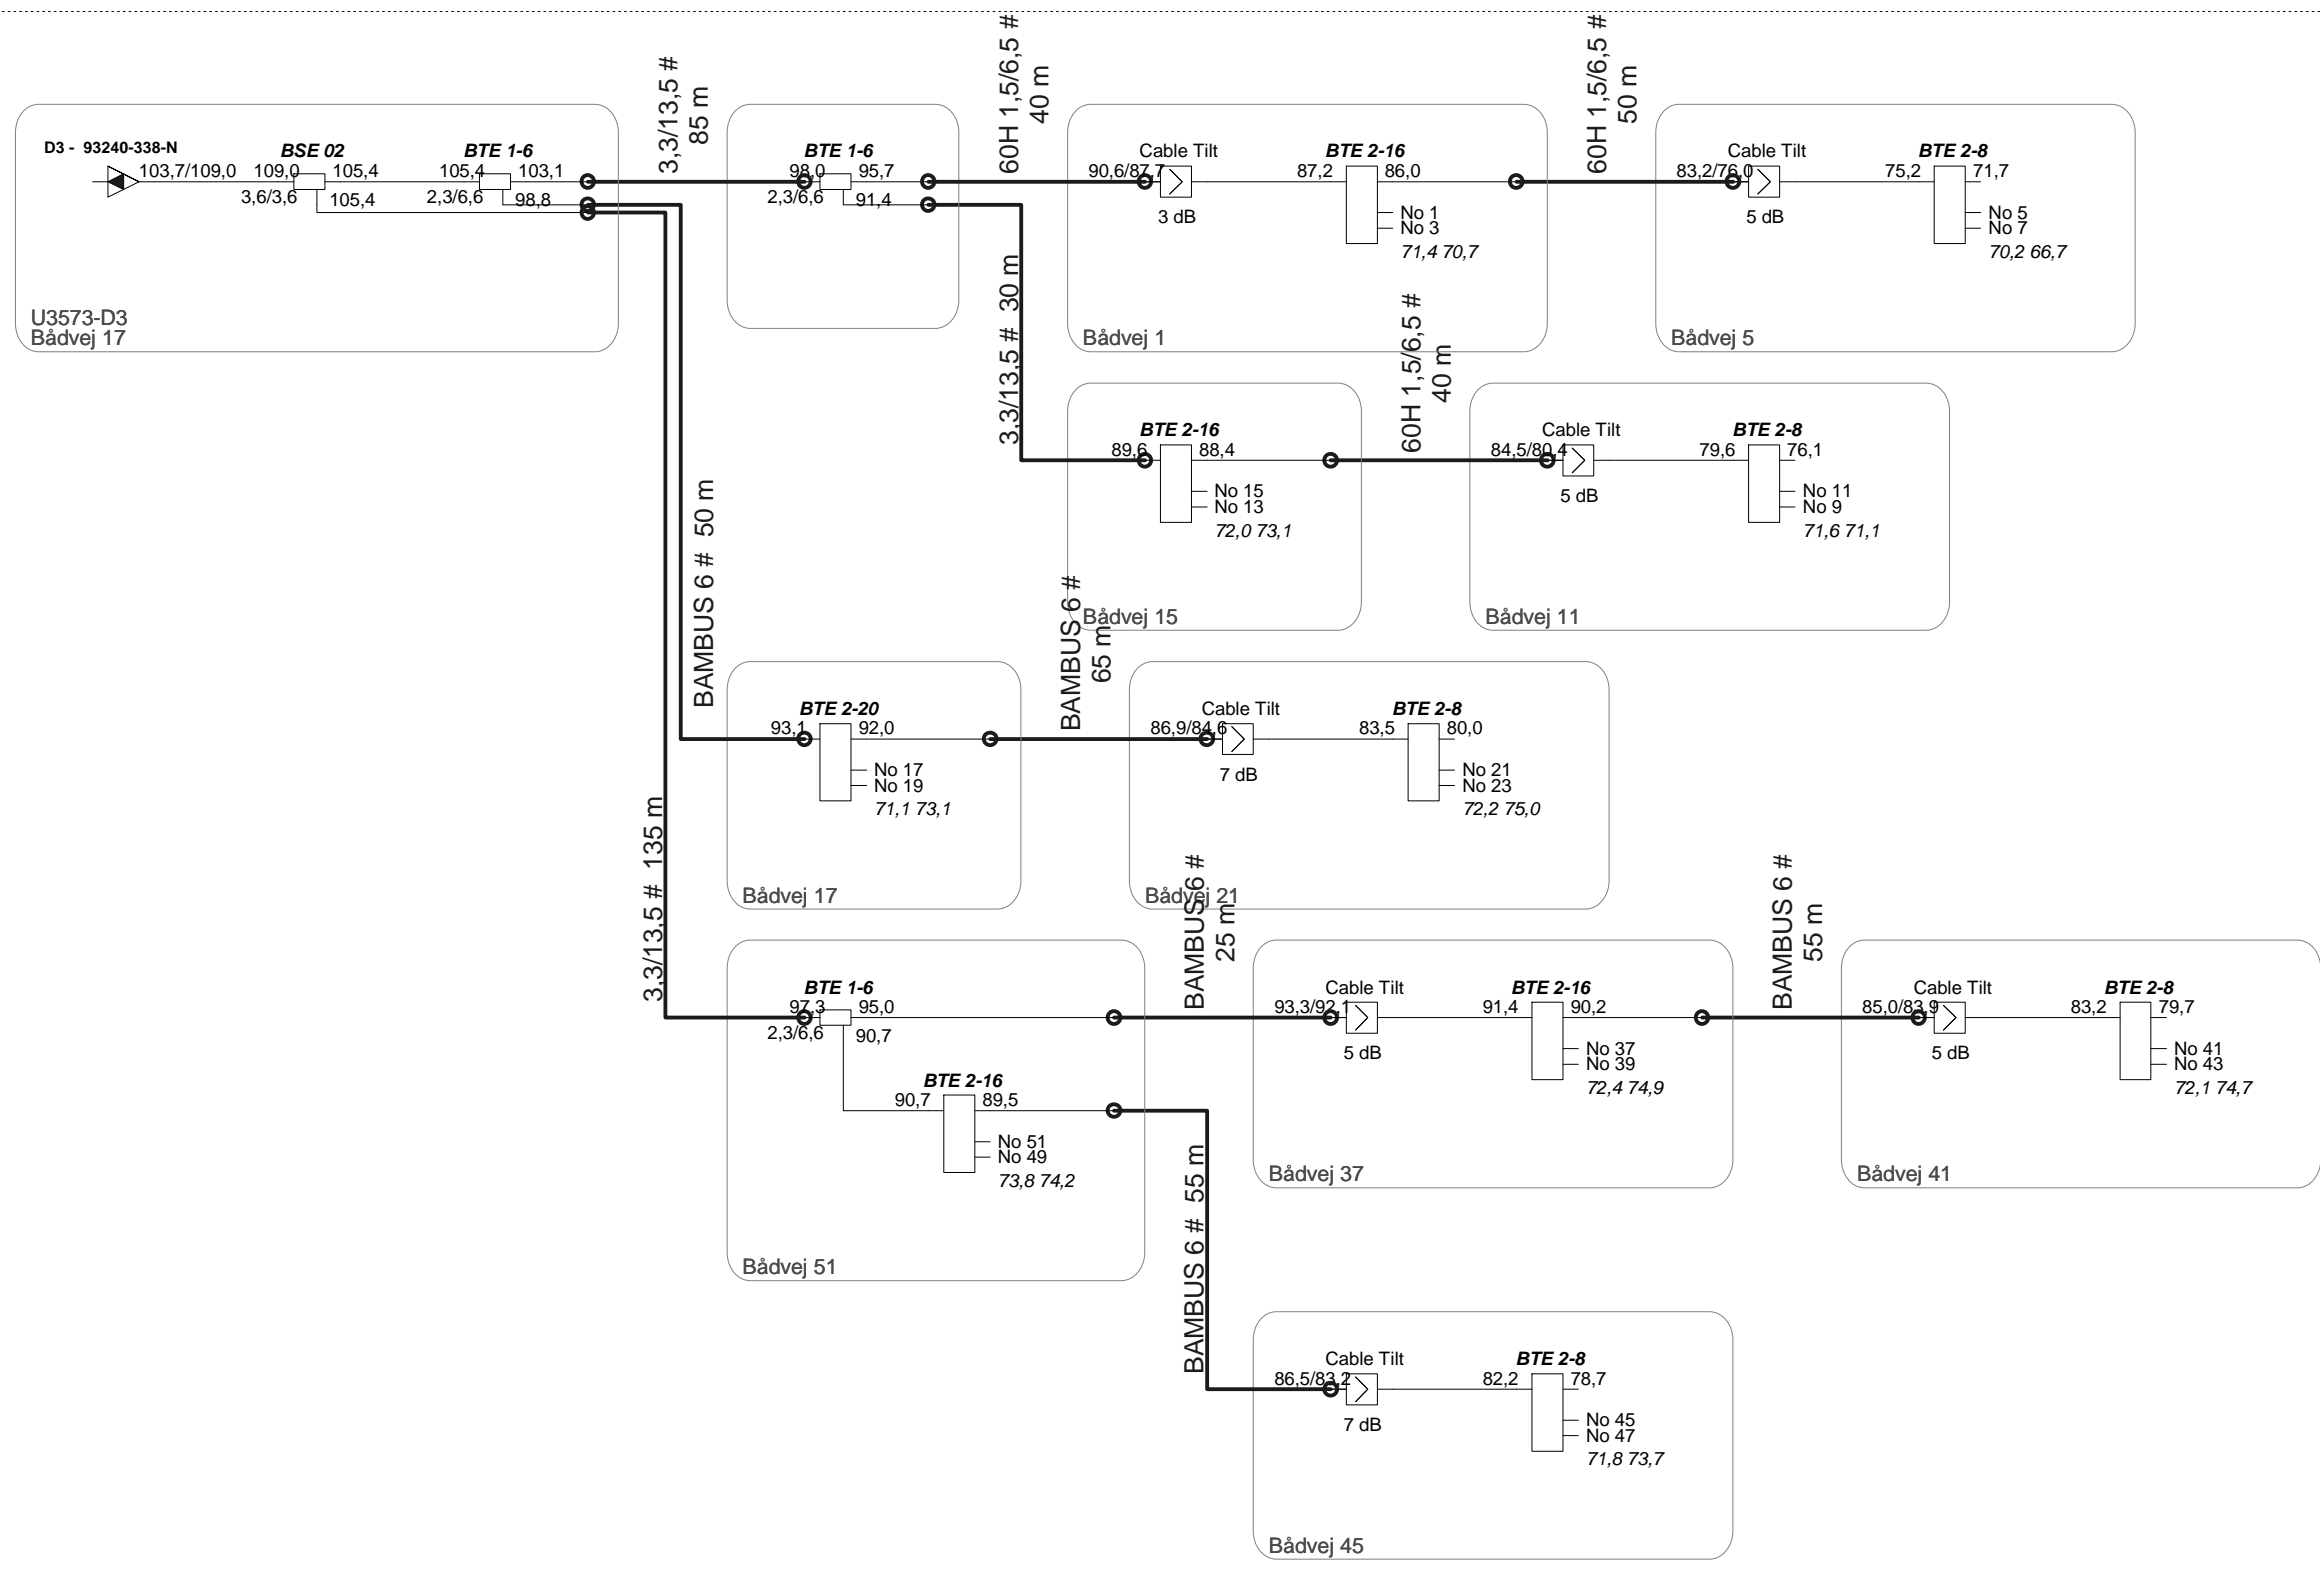 D3 - 93240-338-N
103,7/109,0
BSE 02
109,0
105,4
3,6/3,6
105,4
BTE 1-6
105,4
103,1
2,3/6,6
98,8
U3573-D3
Bådvej 17
3,3/13,5 #
85 m
BTE 1-6
98,0
95,7
2,3/6,6
91,4
60H 1,5/6,5 #
40 m
Cable Tilt
90,6/87,7
3 dB
BTE 2-16
87,2
86,0
No 1
No 3
71,4 70,7
Bådvej 1
60H 1,5/6,5 #
50 m
Cable Tilt
83,2/76,0
5 dB
BTE 2-8
75,2
71,7
No 5
No 7
70,2 66,7
Bådvej 5
3,3/13,5 # 30 m
BTE 2-16
89,6
88,4
No 15
No 13
72,0 73,1
Bådvej 15
60H 1,5/6,5 #
40 m
Cable Tilt
84,5/80,4
5 dB
BTE 2-8
79,6
76,1
No 11
No 9
71,6 71,1
Bådvej 11
BAMBUS 6 # 50 m
BTE 2-20
93,1
92,0
No 17
No 19
71,1 73,1
Bådvej 17
BAMBUS 6 #
65 m
Cable Tilt
86,9/84,6
7 dB
BTE 2-8
83,5
80,0
No 21
No 23
72,2 75,0
Bådvej 21
3,3/13,5 # 135 m
BTE 1-6
97,3
95,0
2,3/6,6
90,7
BTE 2-16
90,7
89,5
No 51
No 49
73,8 74,2
Bådvej 51
BAMBUS 6 #
25 m
Cable Tilt
93,3/92,1
5 dB
BTE 2-16
91,4
90,2
No 37
No 39
72,4 74,9
Bådvej 37
BAMBUS 6 #
55 m
Cable Tilt
85,0/83,9
5 dB
BTE 2-8
83,2
79,7
No 41
No 43
72,1 74,7
Bådvej 41
BAMBUS 6 # 55 m
Cable Tilt
86,5/83,2
7 dB
BTE 2-8
82,2
78,7
No 45
No 47
71,8 73,7
Bådvej 45